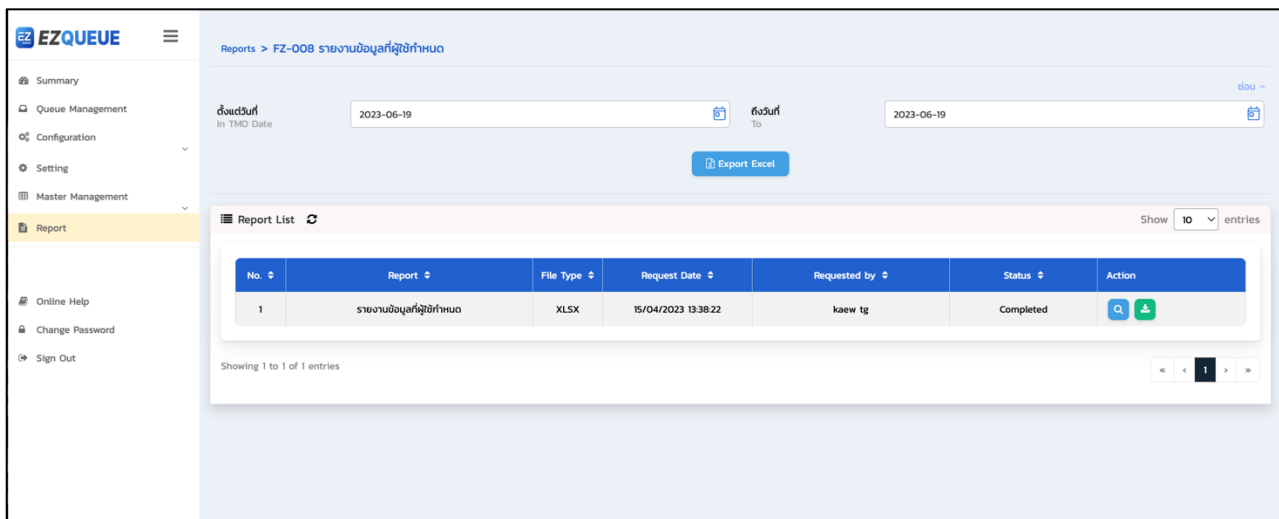 EZ EZQUEUE
Reports > FZ-008 รายงานข้อมูลที่ผู้ใช้กำหนด
Summary
Queue Management
Configuration
Setting
Master Management
Report
Online Help
Change Password
Sign Out
ซ่อน
ตั้งแต่วันที่ 2023-06-19 ถึงวันที่ 2023-06-19
In TMO Date To
Export Excel
Report List Show 10 entries
No. Report File Type Request Date Requested by Status Action
1 รายงานข้อมูลที่ผู้ใช้กำหนด XLSX 15/04/2023 13:38:22 kaew tg Completed
Showing 1 to 1 of 1 entries
« ‹ 1 › »